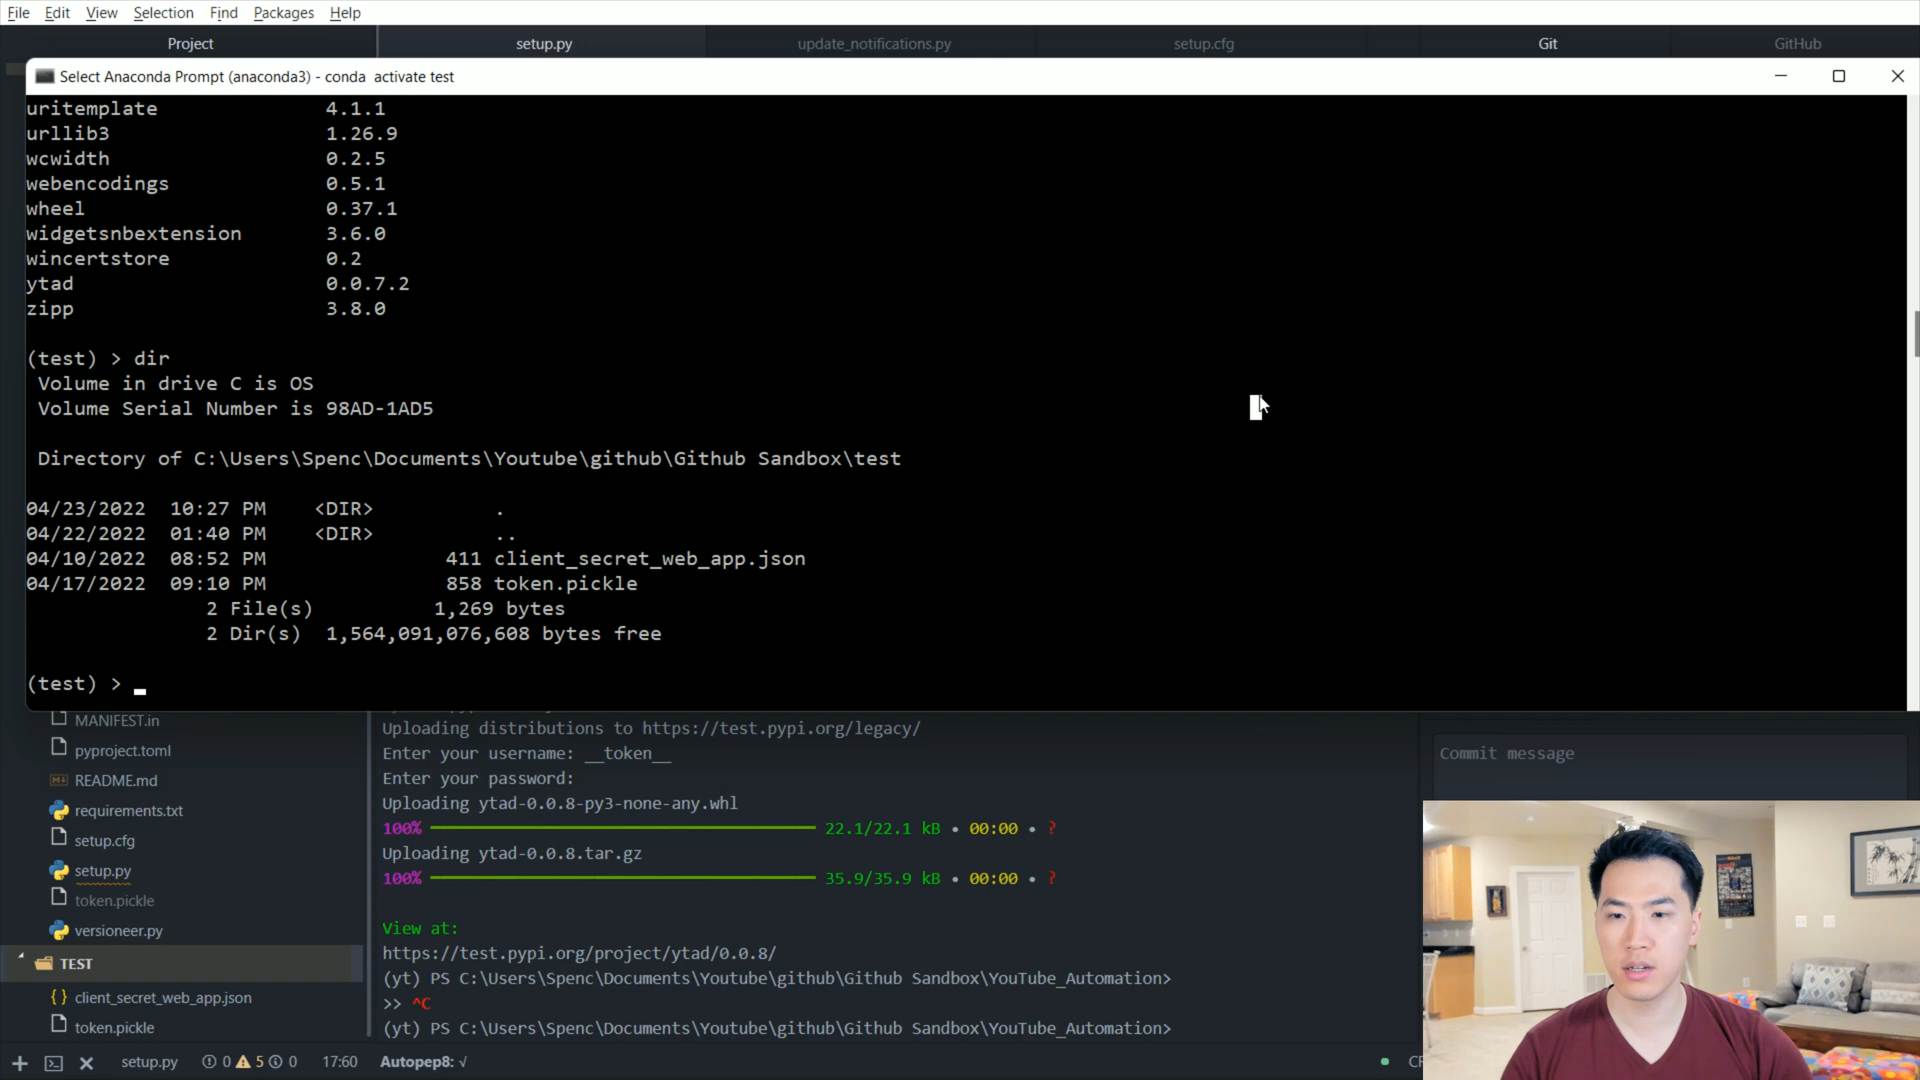 File Edit View Selection Find Packages Help
Project setup.py update_notifications.py setup.cfg Git GitHub
Select Anaconda Prompt (anaconda3) - conda activate test
uritemplate 4.1.1
urllib3 1.26.9
wcwidth 0.2.5
webencodings 0.5.1
wheel 0.37.1
widgetsnbextension 3.6.0
wincertstore 0.2
ytad 0.0.7.2
zipp 3.8.0
(test) > dir
Volume in drive C is OS
Volume Serial Number is 98AD-1AD5
Directory of C:\Users\Spenc\Documents\Youtube\github\Github Sandbox\test
04/23/2022 10:27 PM <DIR> .
04/22/2022 01:40 PM <DIR> ..
04/10/2022 08:52 PM 411 client_secret_web_app.json
04/17/2022 09:10 PM 858 token.pickle
2 File(s) 1,269 bytes
2 Dir(s) 1,564,091,076,608 bytes free
(test) >
MANIFEST.in
pyproject.toml
README.md
requirements.txt
setup.cfg
setup.py
token.pickle
versioneer.py
TEST
client_secret_web_app.json
token.pickle
Uploading distributions to https://test.pypi.org/legacy/
Enter your username: __token__
Enter your password:
Uploading ytad-0.0.8-py3-none-any.whl
100% 22.1/22.1 kB • 00:00 • ?
Uploading ytad-0.0.8.tar.gz
100% 35.9/35.9 kB • 00:00 • ?
View at:
https://test.pypi.org/project/ytad/0.0.8/
(yt) PS C:\Users\Spenc\Documents\Youtube\github\Github Sandbox\YouTube_Automation>
>> ^C
(yt) PS C:\Users\Spenc\Documents\Youtube\github\Github Sandbox\YouTube_Automation>
Commit message
setup.py 0 5 0 17:60 Autopep8: √